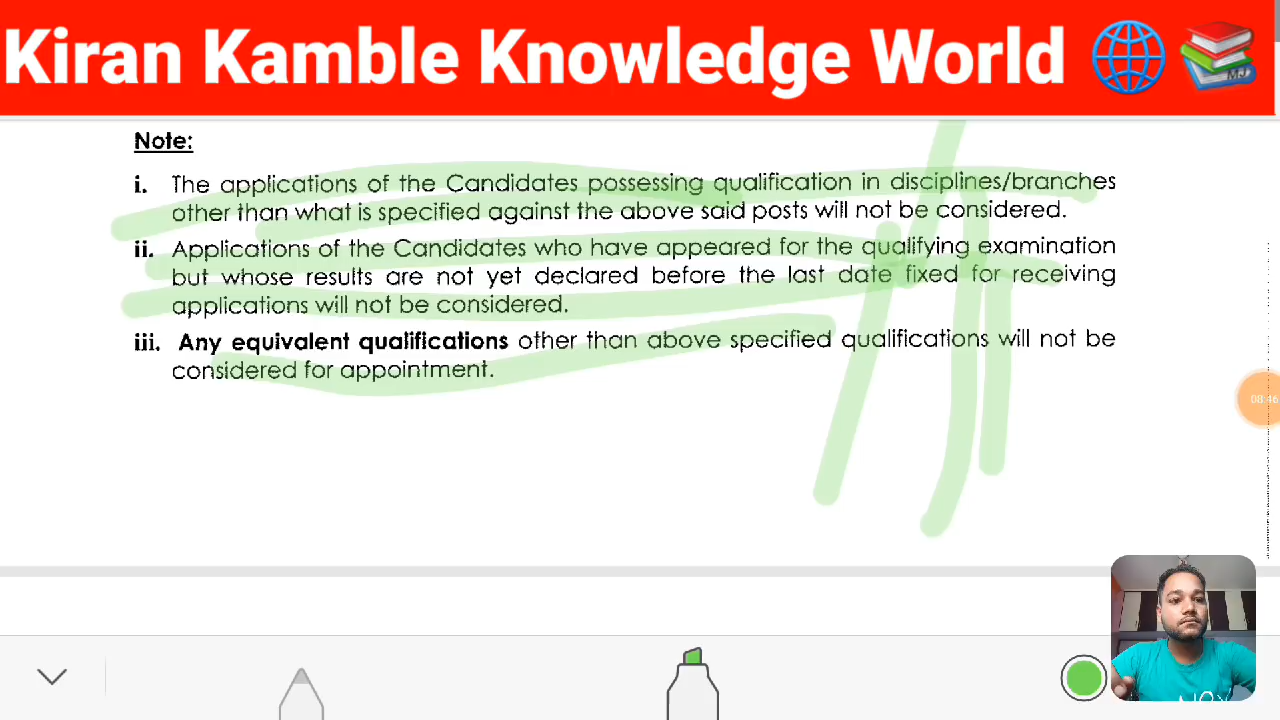 Kiran Kamble Knowledge World
MJ
Note:
i. The applications of the Candidates possessing qualification in disciplines/branches
other than what is specified against the above said posts will not be considered.
ii. Applications of the Candidates who have appeared for the qualifying examination
but whose results are not yet declared before the last date fixed for receiving
applications will not be considered.
iii. Any equivalent qualifications other than above specified qualifications will not be
considered for appointment.
08:46